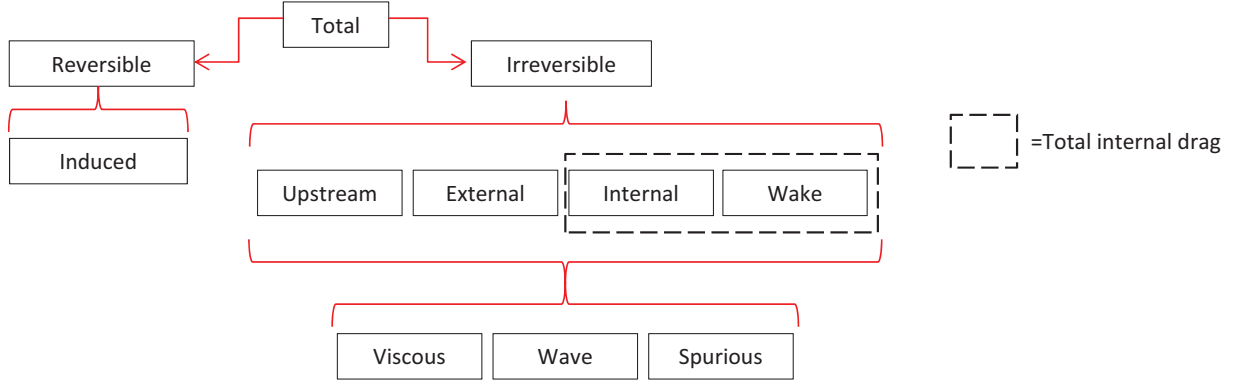 Total
Reversible
Irreversible
Induced
=Total internal drag
Upstream
External
Internal
Wake
Viscous
Wave
Spurious